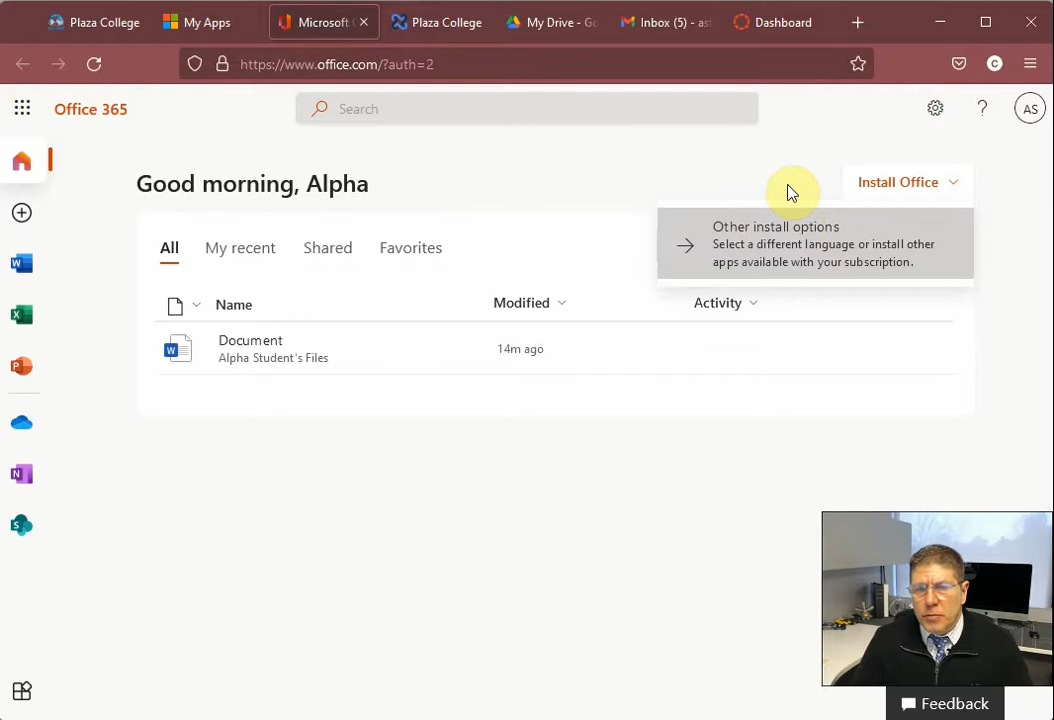 Plaza College
My Apps
Microsoft
Plaza College
My Drive - Go
Inbox (5) - as
Dashboard
https://www.office.com/?auth=2
C
Office 365
Search
?
AS
Good morning, Alpha
Install Office
Other install options
Select a different language or install other
apps available with your subscription.
All
My recent
Shared
Favorites
Name
Modified
Activity
Document
Alpha Student's Files
14m ago
Feedback